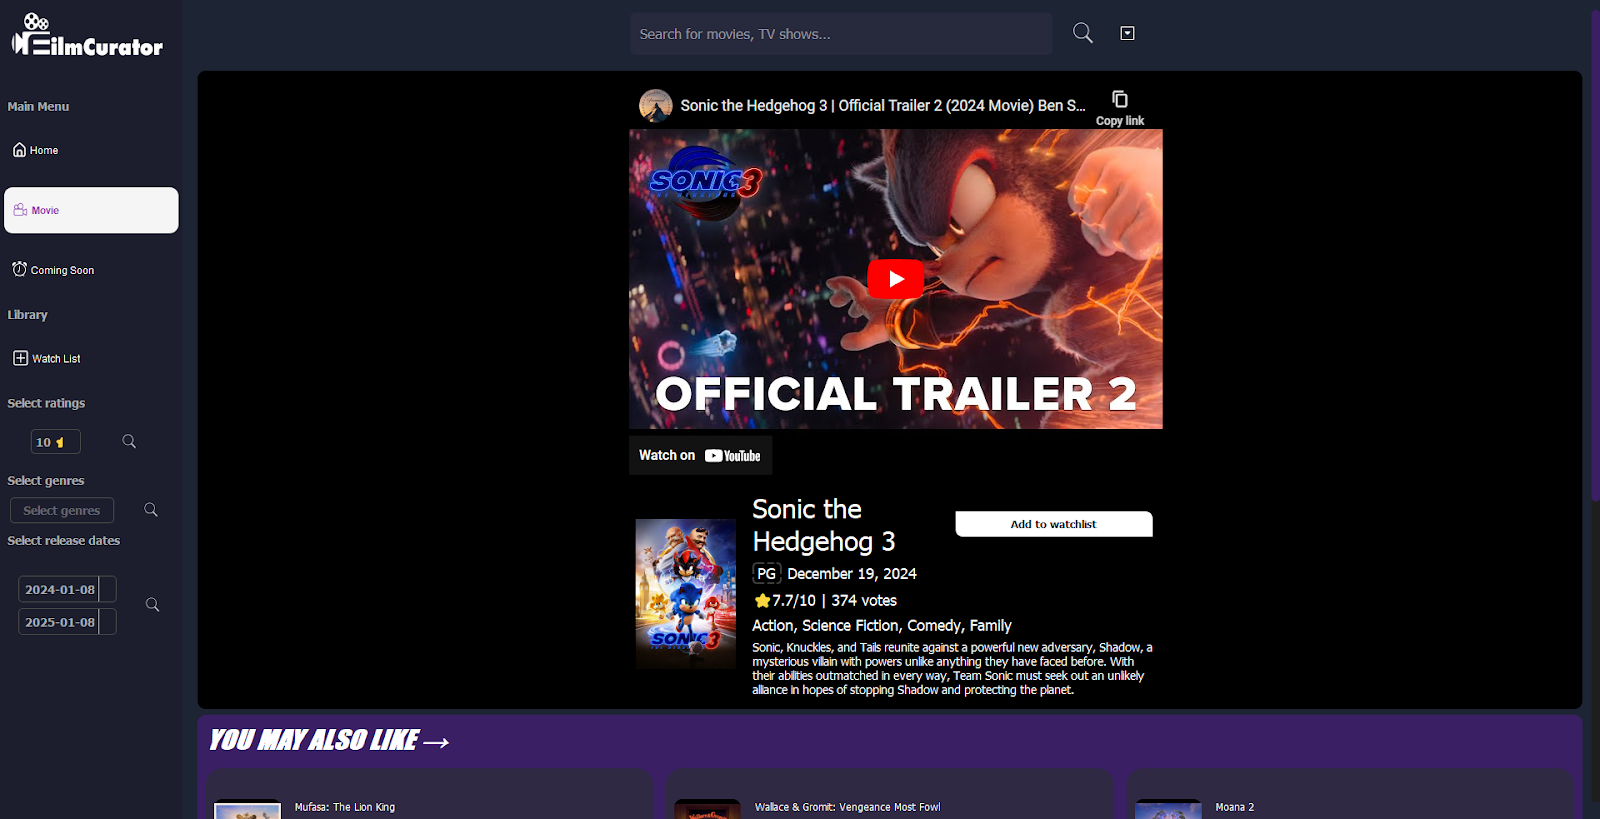 FilmCurator
Search for movies, TV shows...
Main Menu
Home
Movie
Coming Soon
Library
Watch List
Select ratings
10
Select genres
Select genres
Select release dates
2024-01-08
2025-01-08
Sonic the Hedgehog 3 | Official Trailer 2 (2024 Movie) Ben S...
Copy link
SONIC 3
THE HEDGEHOG
OFFICIAL TRAILER 2
Watch on YouTube
SONIC 3
Sonic the
Hedgehog 3
Add to watchlist
PG December 19, 2024
7.7/10 | 374 votes
Action, Science Fiction, Comedy, Family
Sonic, Knuckles, and Tails reunite against a powerful new adversary, Shadow, a
mysterious villain with powers unlike anything they have faced before. With
their abilities outmatched in every way, Team Sonic must seek out an unlikely
alliance in hopes of stopping Shadow and protecting the planet.
YOU MAY ALSO LIKE →
Mufasa: The Lion King
Wallace & Gromit: Vengeance Most Fowl
Moana 2